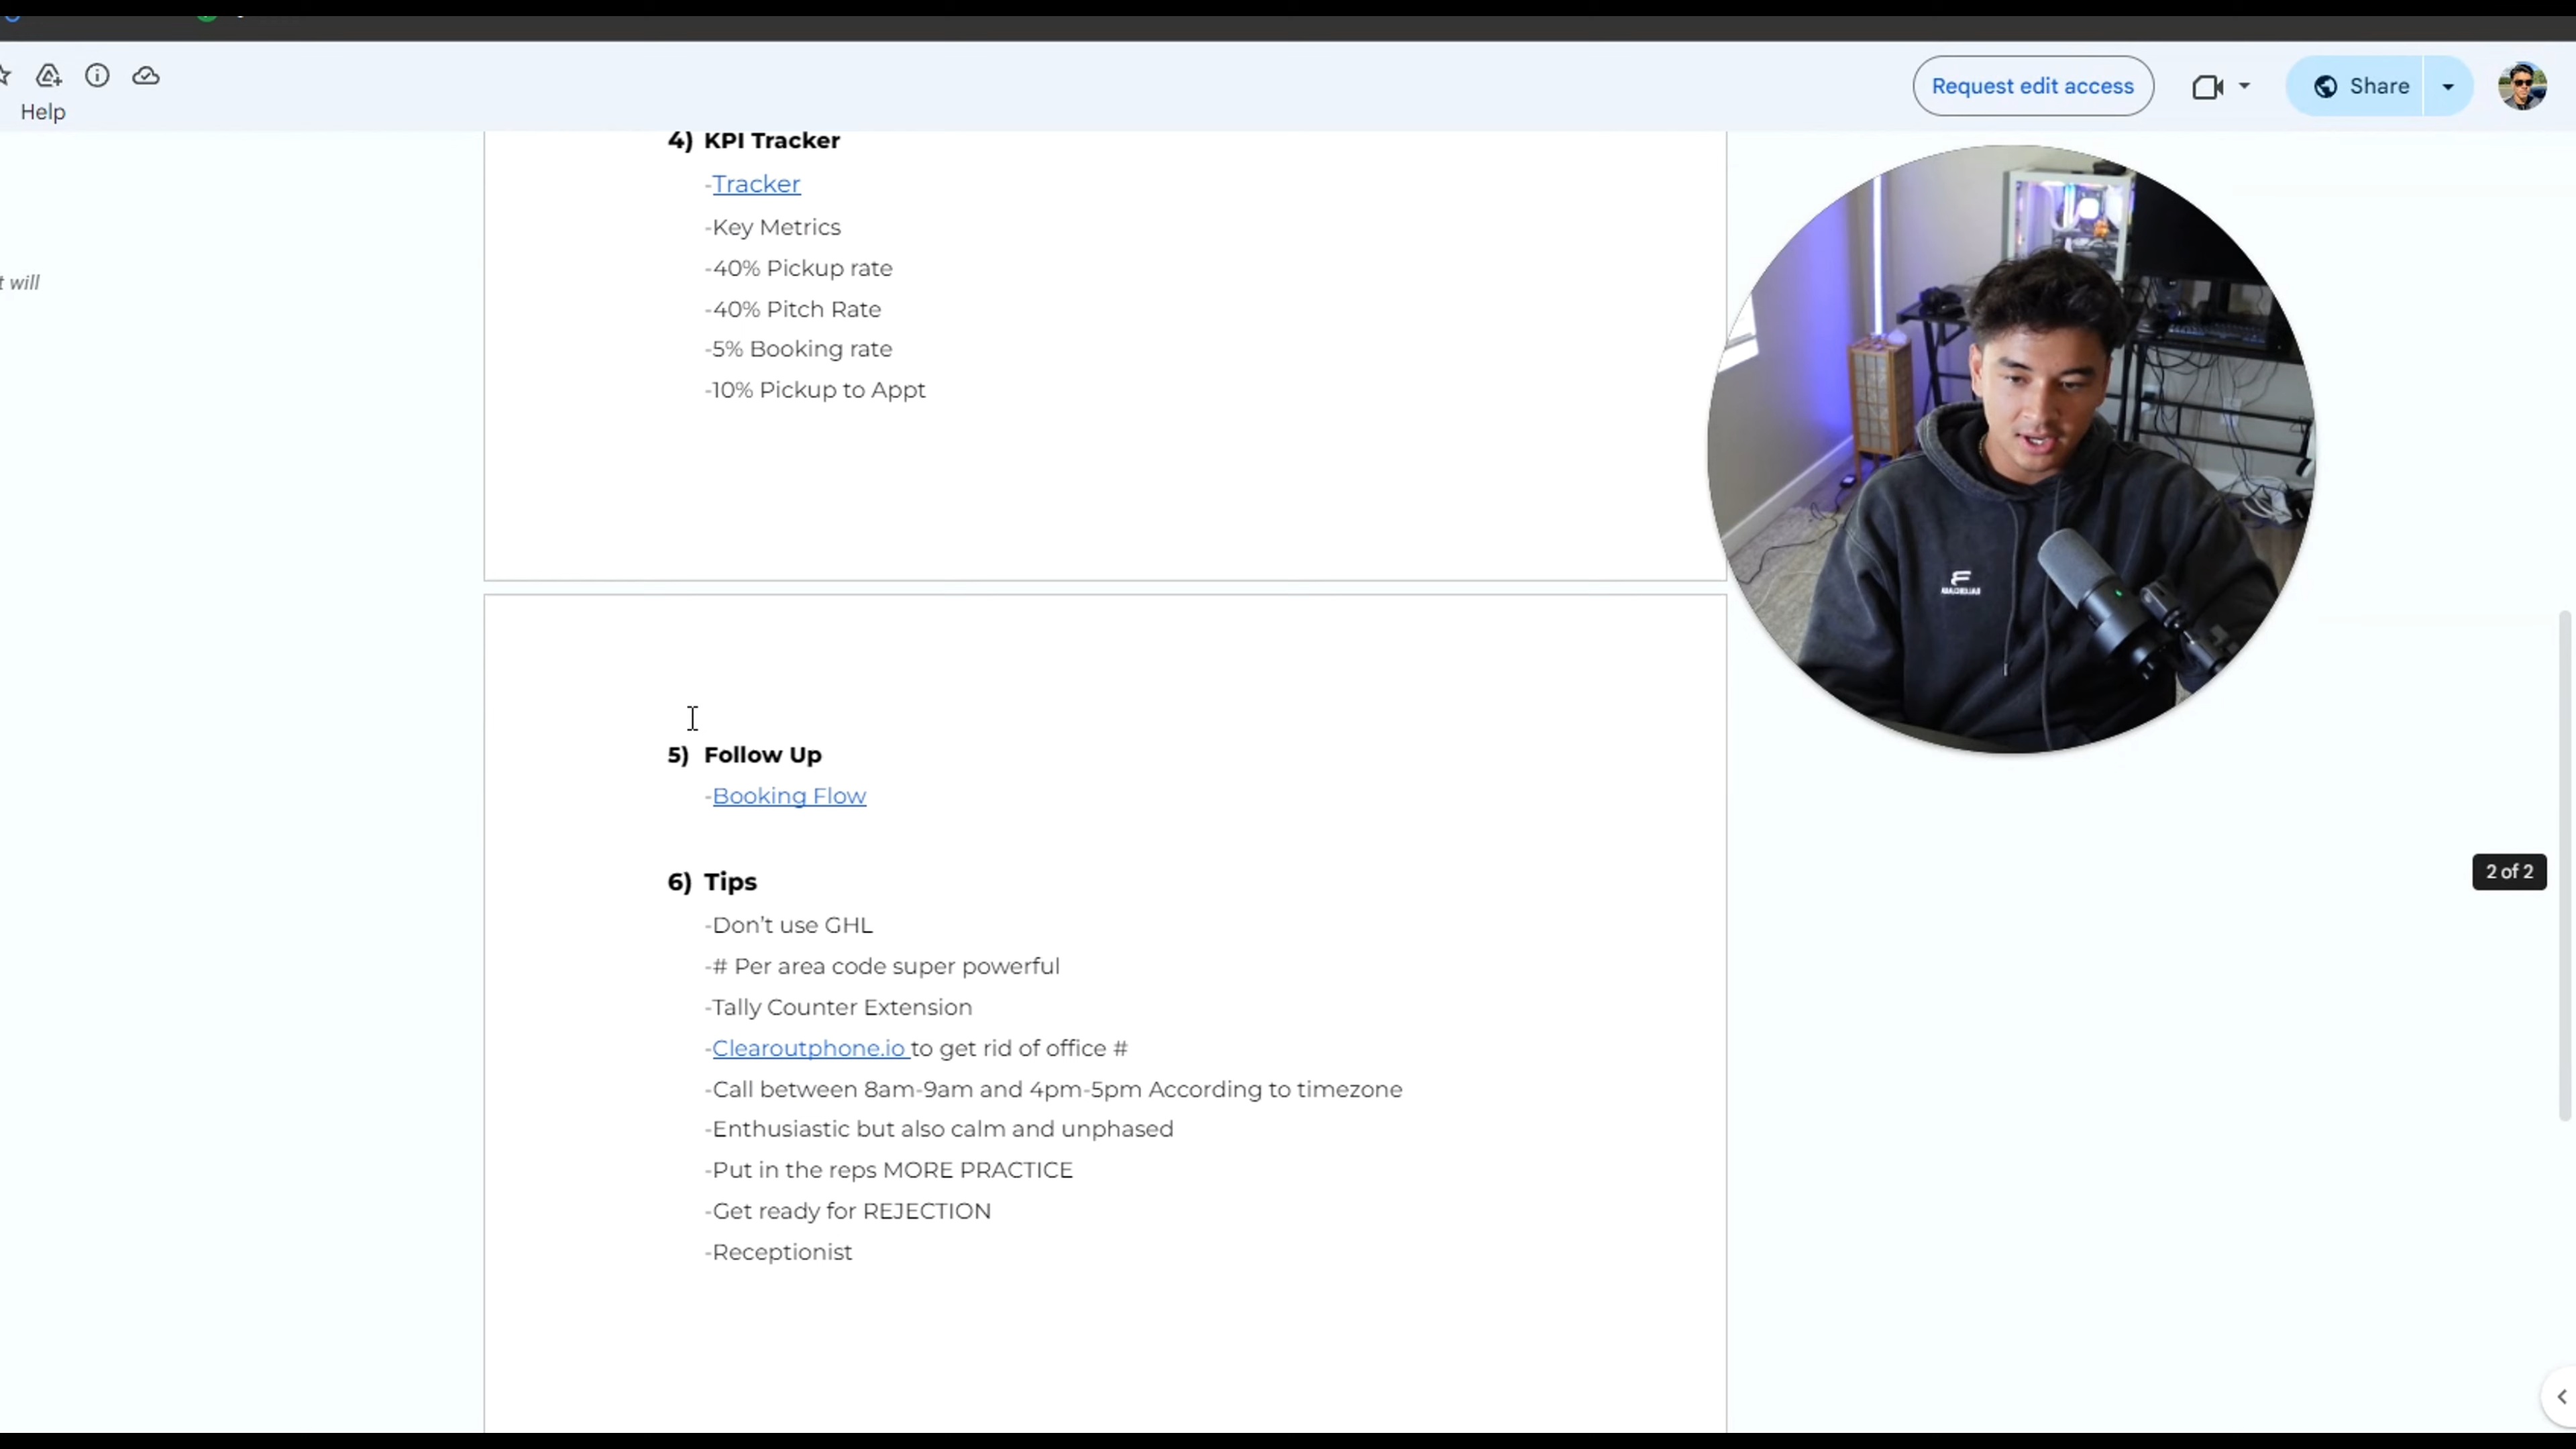 Help
Request edit access
Share
t will
4) KPI Tracker
-Tracker
-Key Metrics
-40% Pickup rate
-40% Pitch Rate
-5% Booking rate
-10% Pickup to Appt
5) Follow Up
-Booking Flow
6) Tips
-Don't use GHL
-# Per area code super powerful
-Tally Counter Extension
-Clearoutphone.io to get rid of office #
-Call between 8am-9am and 4pm-5pm According to timezone
-Enthusiastic but also calm and unphased
-Put in the reps MORE PRACTICE
-Get ready for REJECTION
-Receptionist
2 of 2